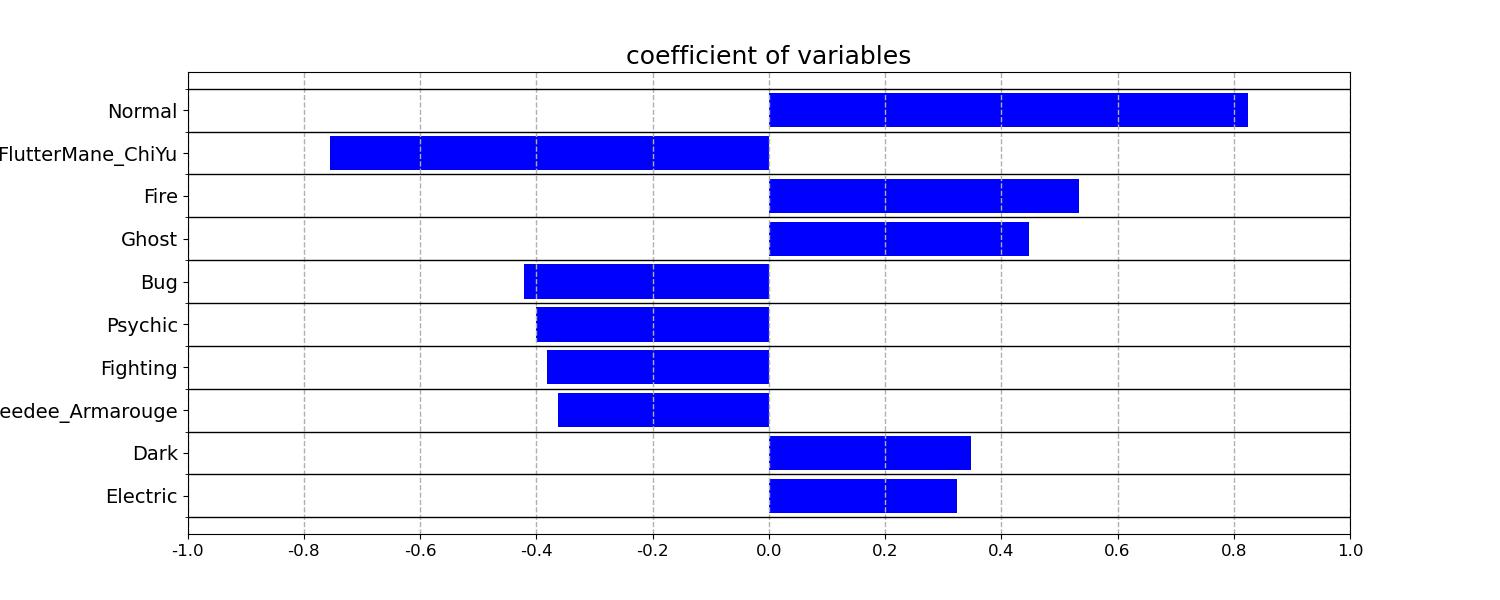 coefficient of variables
Normal
FlutterMane_ChiYu
Fire
Ghost
Bug
Psychic
Fighting
eedee_Armarouge
Dark
Electric
-1.0 -0.8 -0.6 -0.4 -0.2 0.0 0.2 0.4 0.6 0.8 1.0